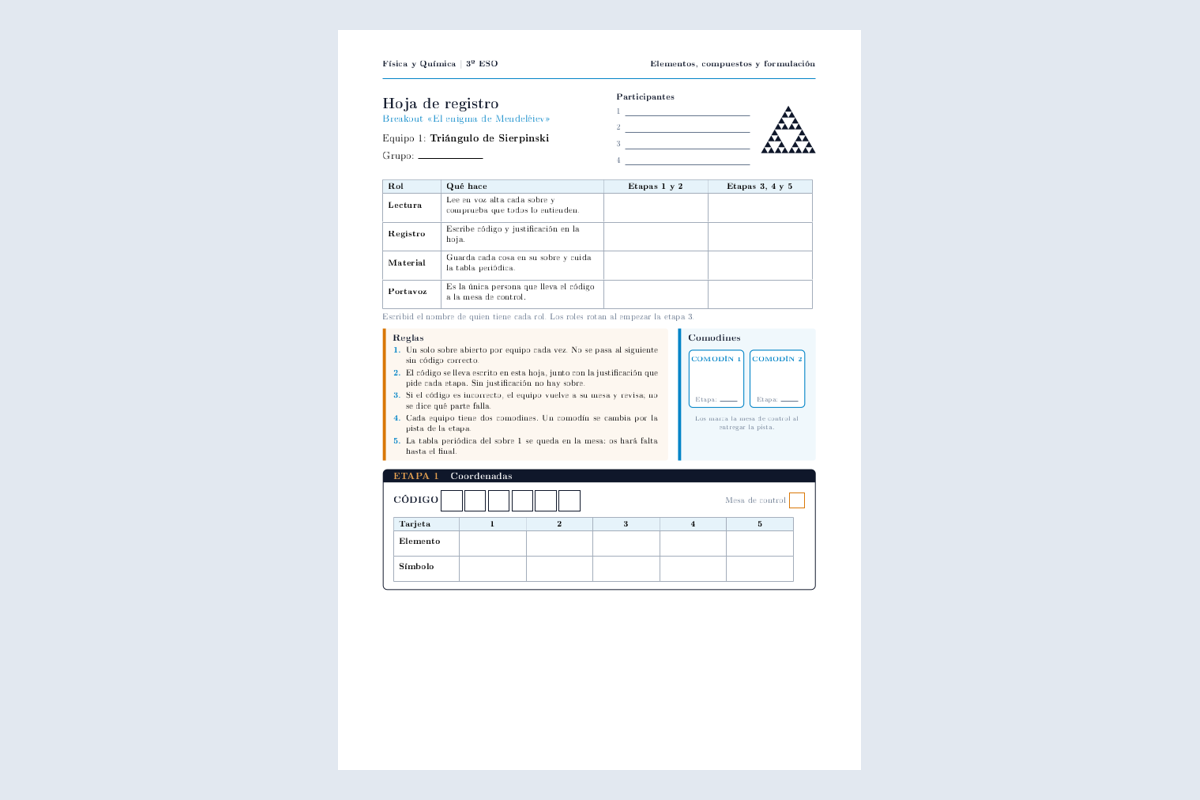 Física y Química | 3º ESO
Elementos, compuestos y formulación
Hoja de registro
Breakout «El enigma de Mendeléiev»
Equipo 1: Triángulo de Sierpinski
Grupo:
Participantes
1
2
3
4
Rol Qué hace Etapas 1 y 2 Etapas 3, 4 y 5
Lectura
Lee en voz alta cada sobre y
comprueba que todos lo entienden.
Registro
Escribe código y justificación en la
hoja.
Material
Guarda cada cosa en su sobre y cuida
la tabla periódica.
Portavoz
Es la única persona que lleva el código
a la mesa de control.
Escribid el nombre de quien tiene cada rol. Los roles rotan al empezar la etapa 3.
Reglas
1. Un solo sobre abierto por equipo cada vez. No se pasa al siguiente
sin código correcto.
2. El código se lleva escrito en esta hoja, junto con la justificación que
pide cada etapa. Sin justificación no hay sobre.
3. Si el código es incorrecto, el equipo vuelve a su mesa y revisa; no
se dice qué parte falla.
4. Cada equipo tiene dos comodines. Un comodín se cambia por la
pista de la etapa.
5. La tabla periódica del sobre 1 se queda en la mesa: os hará falta
hasta el final.
Comodines
COMODÍN 1
Etapa:
COMODÍN 2
Etapa:
Los marca la mesa de control al
entregar la pista.
ETAPA 1 Coordenadas
CÓDIGO
Mesa de control
Tarjeta 1 2 3 4 5
Elemento
Símbolo